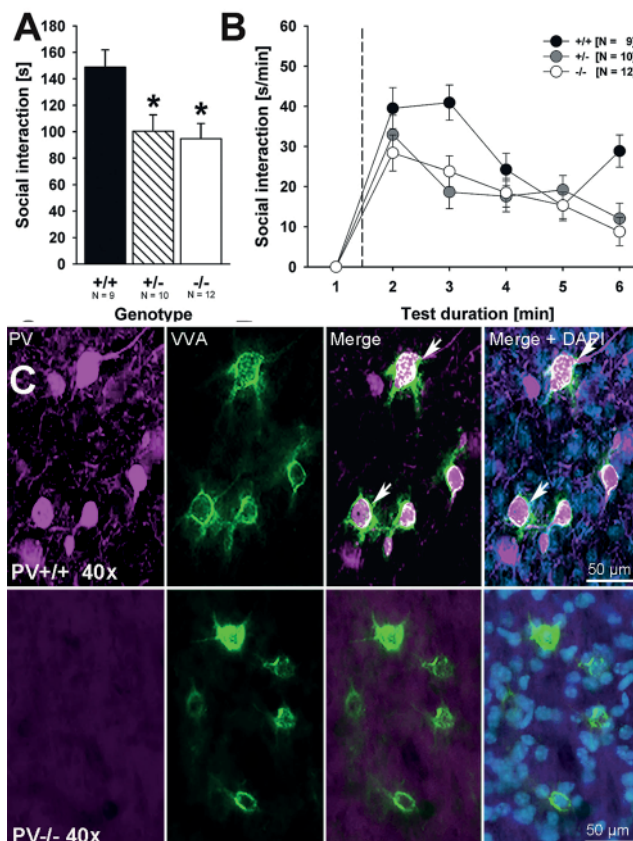 A
Social interaction [s]
180
160
140
120
100
80
60
40
20
0
*
*
+/+
+/-
-/-
N = 9
N = 10
N = 12
Genotype
B
Social interaction [s/min]
60
50
40
30
20
10
0
+/+ [N = 9]
+/- [N = 10]
-/- [N = 12]
1 2 3 4 5 6
Test duration [min]
C
PV
VVA
Merge
Merge + DAPI
PV+/+ 40x
50 µm
PV-/- 40x
50 µm